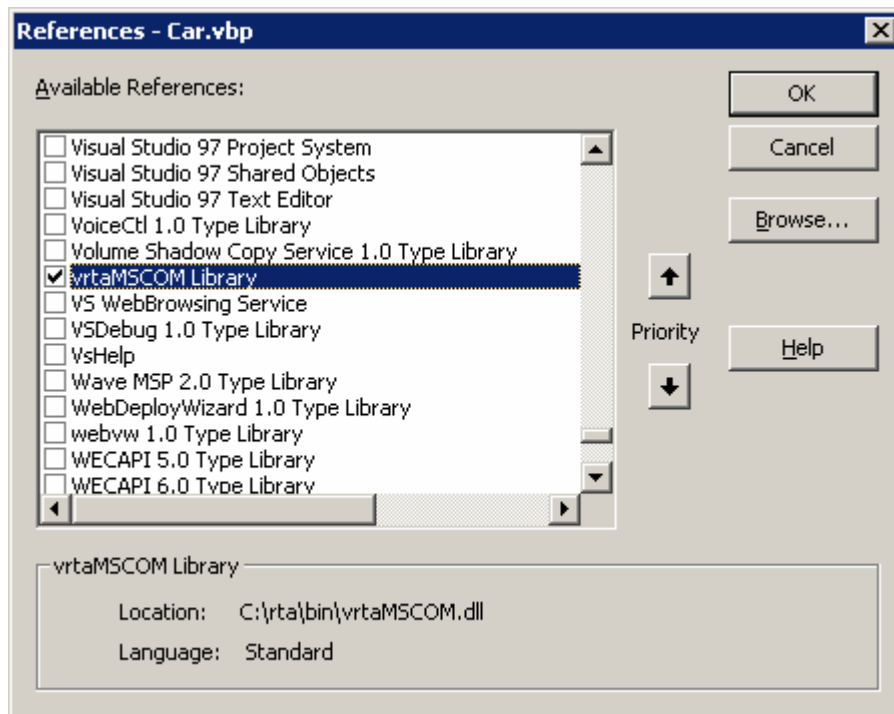 References - Car.vbp
Available References:
OK
Visual Studio 97 Project System
Cancel
Visual Studio 97 Shared Objects
Visual Studio 97 Text Editor
VoiceCtl 1.0 Type Library
Browse...
Volume Shadow Copy Service 1.0 Type Library
vrtaMSCOM Library
VS WebBrowsing Service
VSDebug 1.0 Type Library
Priority
VsHelp
Help
Wave MSP 2.0 Type Library
WebDeployWizard 1.0 Type Library
webvw 1.0 Type Library
WECAPI 5.0 Type Library
WECAPI 6.0 Type Library
vrtaMSCOM Library
Location: C:\rta\bin\vrtaMSCOM.dll
Language: Standard